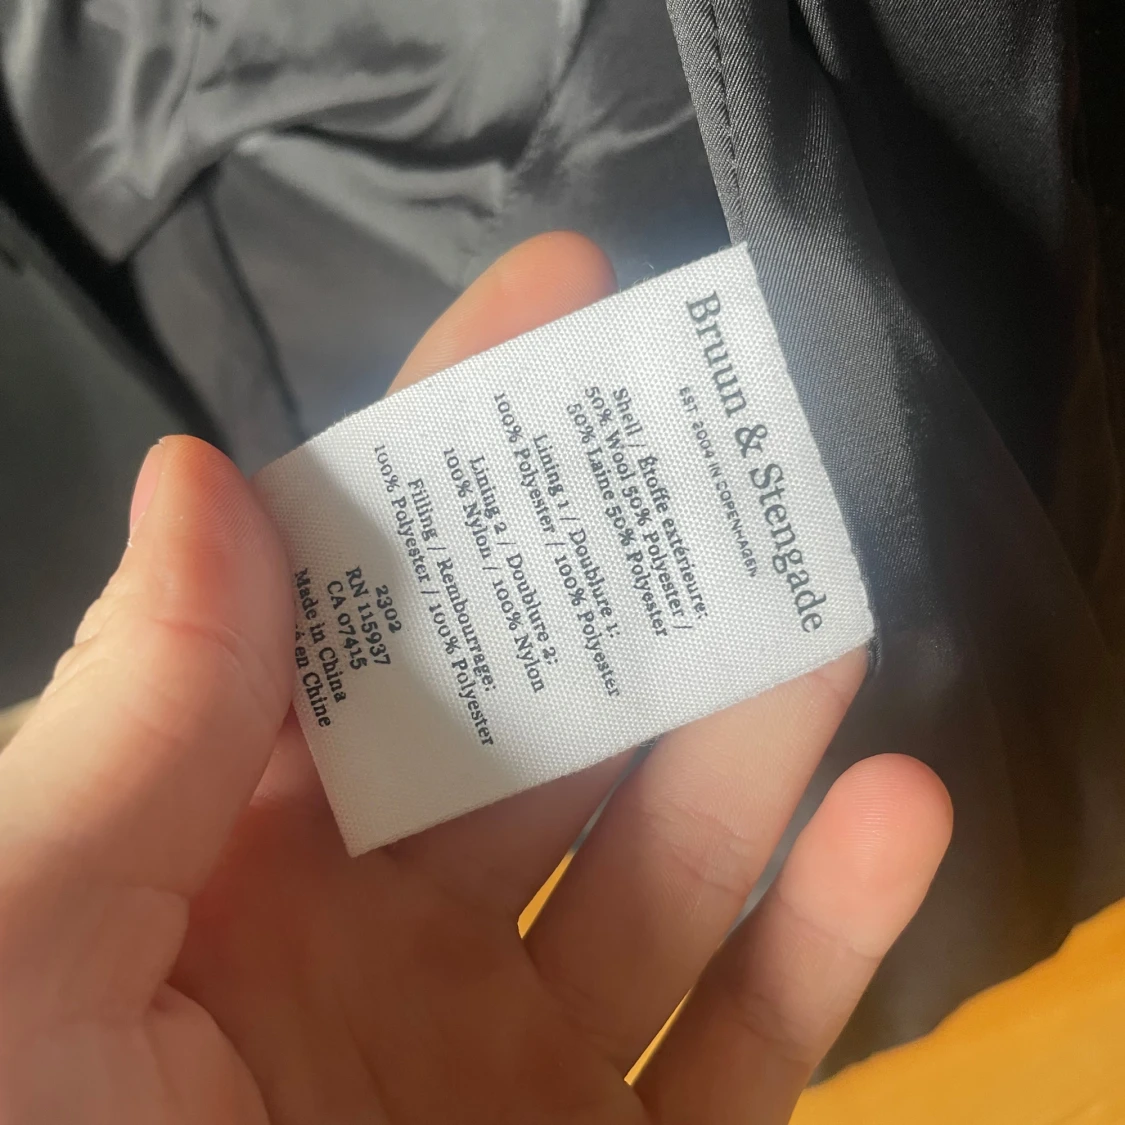 Bruun & Stengade
EST. 2004 IN COPENHAGEN
Shell / Étoffe extérieure:
50% Wool 50% Polyester /
50% Laine 50% Polyester
Lining 1 / Doublure 1:
100% Polyester / 100% Polyester
Lining 2 / Doublure 2:
100% Nylon / 100% Nylon
Filling / Rembourrage:
100% Polyester / 100% Polyester
2302
RN 115937
CA 07415
Made in China
en Chine